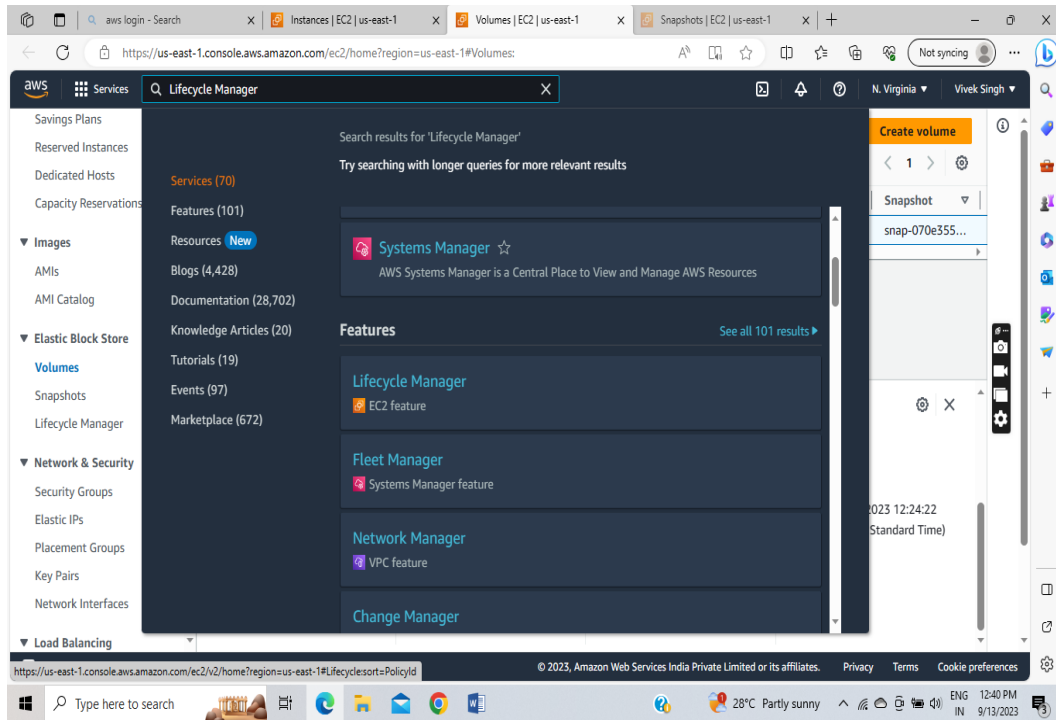 aws login - Search
Instances | EC2 | us-east-1
Volumes | EC2 | us-east-1
Snapshots | EC2 | us-east-1
https://us-east-1.console.aws.amazon.com/ec2/home?region=us-east-1#Volumes:
Not syncing
aws
Services
Lifecycle Manager
N. Virginia
Vivek Singh
Savings Plans
Reserved Instances
Dedicated Hosts
Capacity Reservations
Images
AMIs
AMI Catalog
Elastic Block Store
Volumes
Snapshots
Lifecycle Manager
Network & Security
Security Groups
Elastic IPs
Placement Groups
Key Pairs
Network Interfaces
Load Balancing
Services (70)
Features (101)
Resources New
Blogs (4,428)
Documentation (28,702)
Knowledge Articles (20)
Tutorials (19)
Events (97)
Marketplace (672)
Search results for 'Lifecycle Manager'
Try searching with longer queries for more relevant results
Systems Manager
AWS Systems Manager is a Central Place to View and Manage AWS Resources
Features
See all 101 results
Lifecycle Manager
EC2 feature
Fleet Manager
Systems Manager feature
Network Manager
VPC feature
Change Manager
Create volume
1
Snapshot
snap-070e355...
2023 12:24:22
Standard Time)
https://us-east-1.console.aws.amazon.com/ec2/v2/home?region=us-east-1#Lifecycle:sort=PolicyId
© 2023, Amazon Web Services India Private Limited or its affiliates.
Privacy
Terms
Cookie preferences
Type here to search
28°C Partly sunny
ENG
IN
12:40 PM
9/13/2023
3